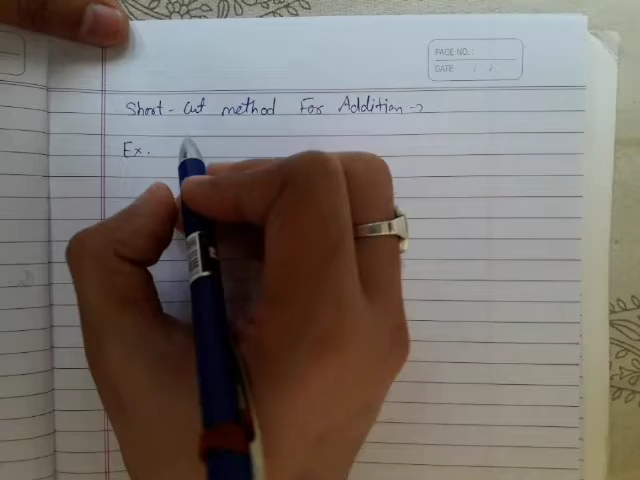 PAGE NO.:
DATE / /
Short-Cut method For Addition →
Ex.